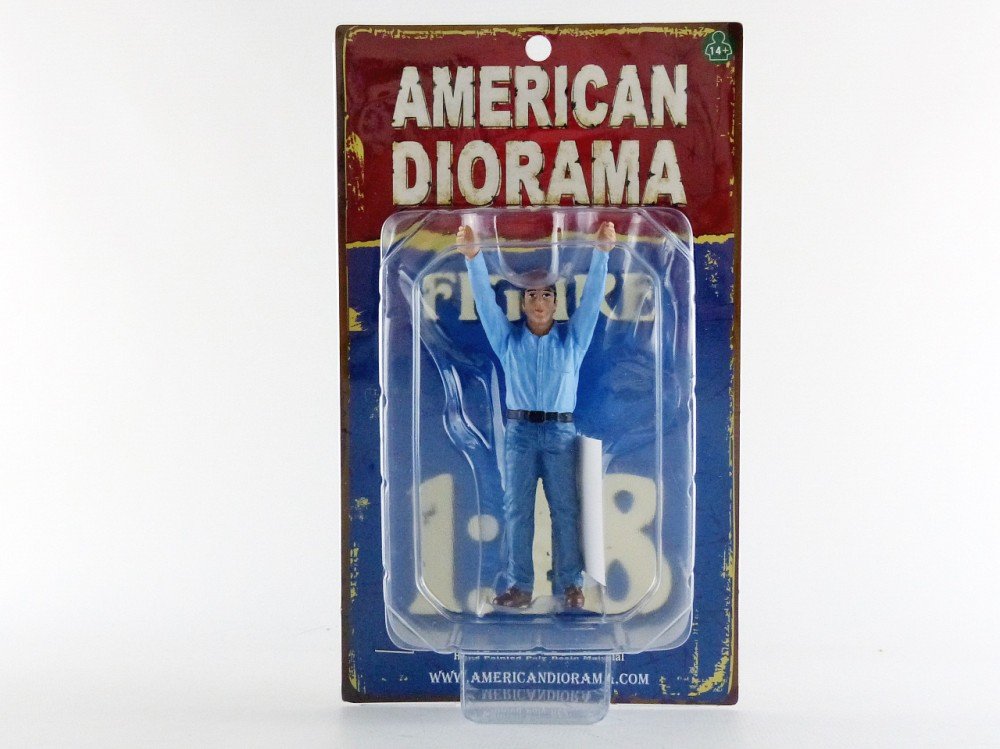 14+
AMERICAN
DIORAMA
FIGURE
1:18
Hand Painted Poly Resin Material
WWW.AMERICANDIORAMA.COM